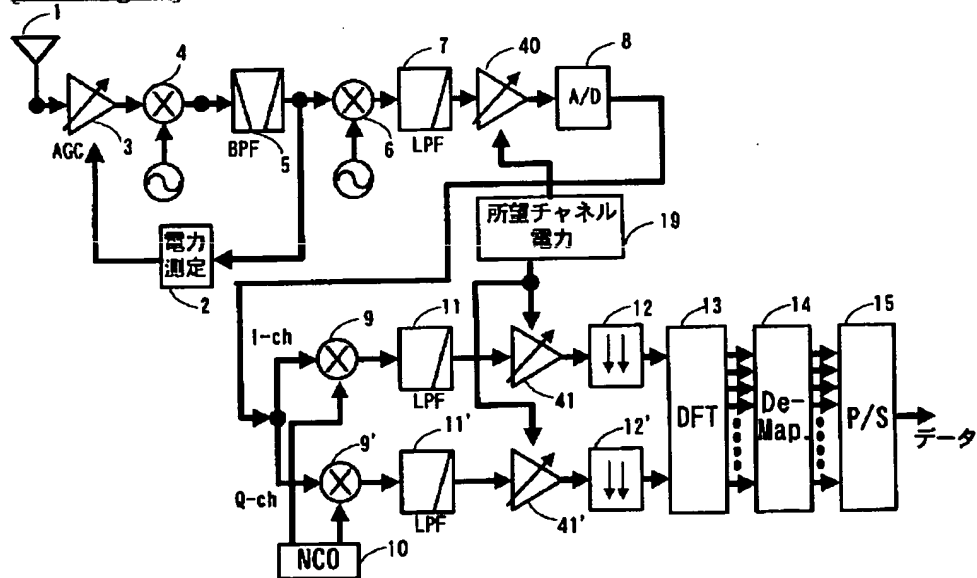 1
4
7
40
8
A/D
AGC
3
BPF
5
6
LPF
所望チャネル
電力
19
電力
測定
2
I-ch
9
11
12
13
14
15
LPF
41
9'
11'
12'
DFT
De-
Map.
P/S
データ
Q-ch
LPF
41'
NCO
10